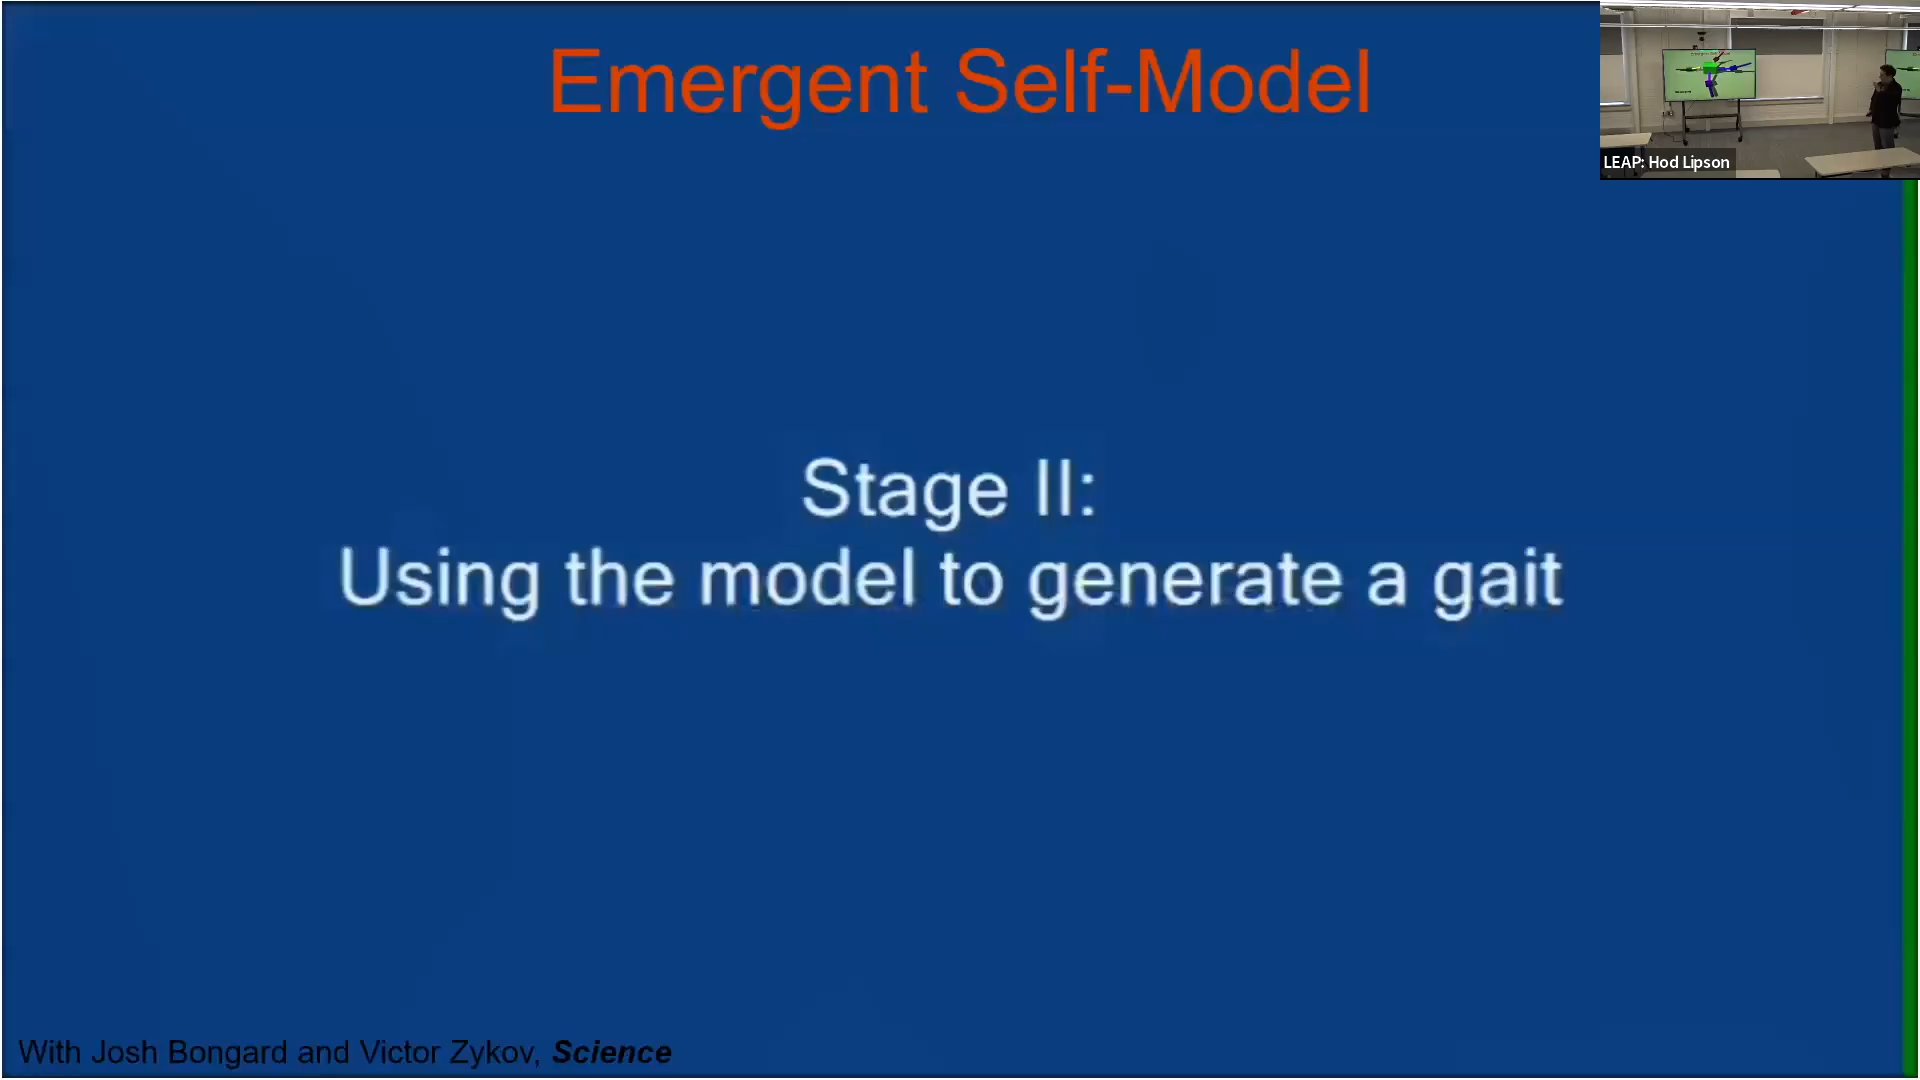 Emergent Self-Model
LEAP: Hod Lipson
Stage II:
Using the model to generate a gait
With Josh Bongard and Victor Zykov, Science